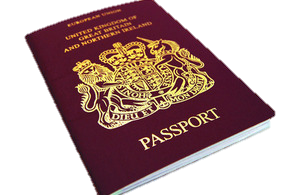 EUROPEAN UNION
UNITED KINGDOM OF
GREAT BRITAIN
AND NORTHERN IRELAND
DIEU ET MON DROIT
PASSPORT